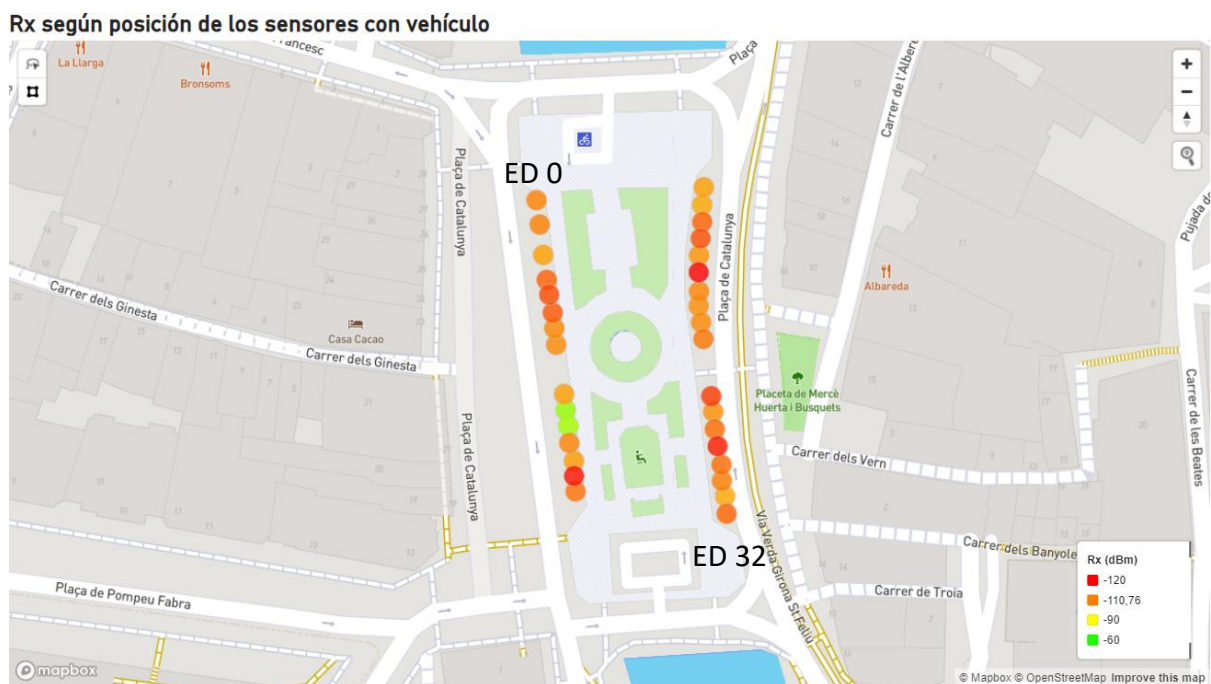 Rx según posición de los sensores con vehículo
La Llarga
Bronsoms
Francesc
Plaça
Carrer de l'Albere
Plaça de Catalunya
ED 0
Pujada de
Plaça de Catalunya
Albareda
Carrer dels Ginesta
Casa Cacao
Carrer dels Ginesta
Placeta de Mercè
Huerta i Busquets
Plaça de Catalunya
Carrer de les Beates
Carrer dels Vern
Via Verda Girona St Feliu
ED 32
Carrer dels Banyole
Plaça de Pompeu Fabra
Carrer de Troia
Rx (dBm)
-120
-110,76
-90
-60
mapbox
© Mapbox © OpenStreetMap Improve this map